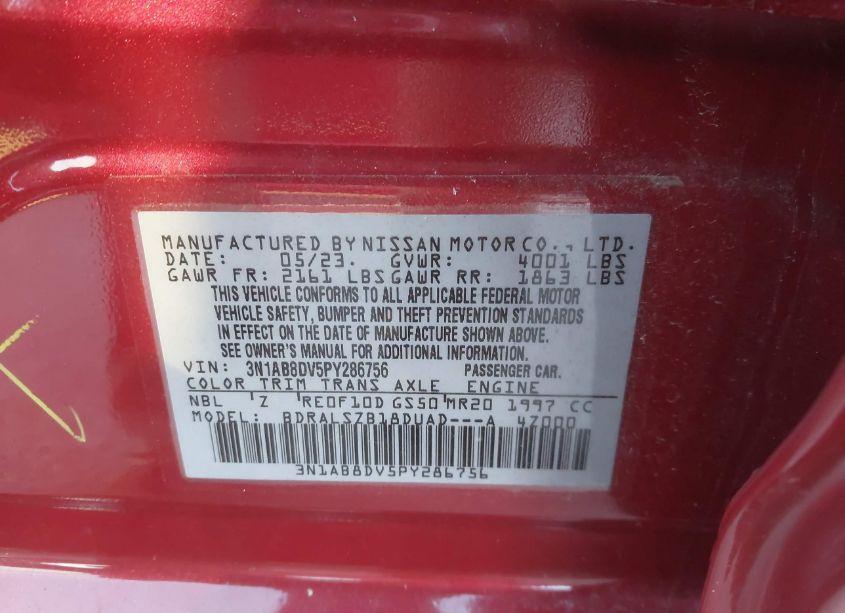 MANUFACTURED BY NISSAN MOTOR CO., LTD.
DATE: 05/23. GVWR: 4001 LBS
GAWR FR: 2161 LBS GAWR RR: 1863 LBS
THIS VEHICLE CONFORMS TO ALL APPLICABLE FEDERAL MOTOR
VEHICLE SAFETY, BUMPER AND THEFT PREVENTION STANDARDS
IN EFFECT ON THE DATE OF MANUFACTURE SHOWN ABOVE.
SEE OWNER'S MANUAL FOR ADDITIONAL INFORMATION.
VIN: 3N1AB8DV5PY286756 PASSENGER CAR.
COLOR TRIM TRANS AXLE ENGINE
NBL Z RE0F10D GS50 MR20 1997 CC
MODEL: BDRALSZB18DUAD---A 4Z000
3N1AB8DV5PY286756